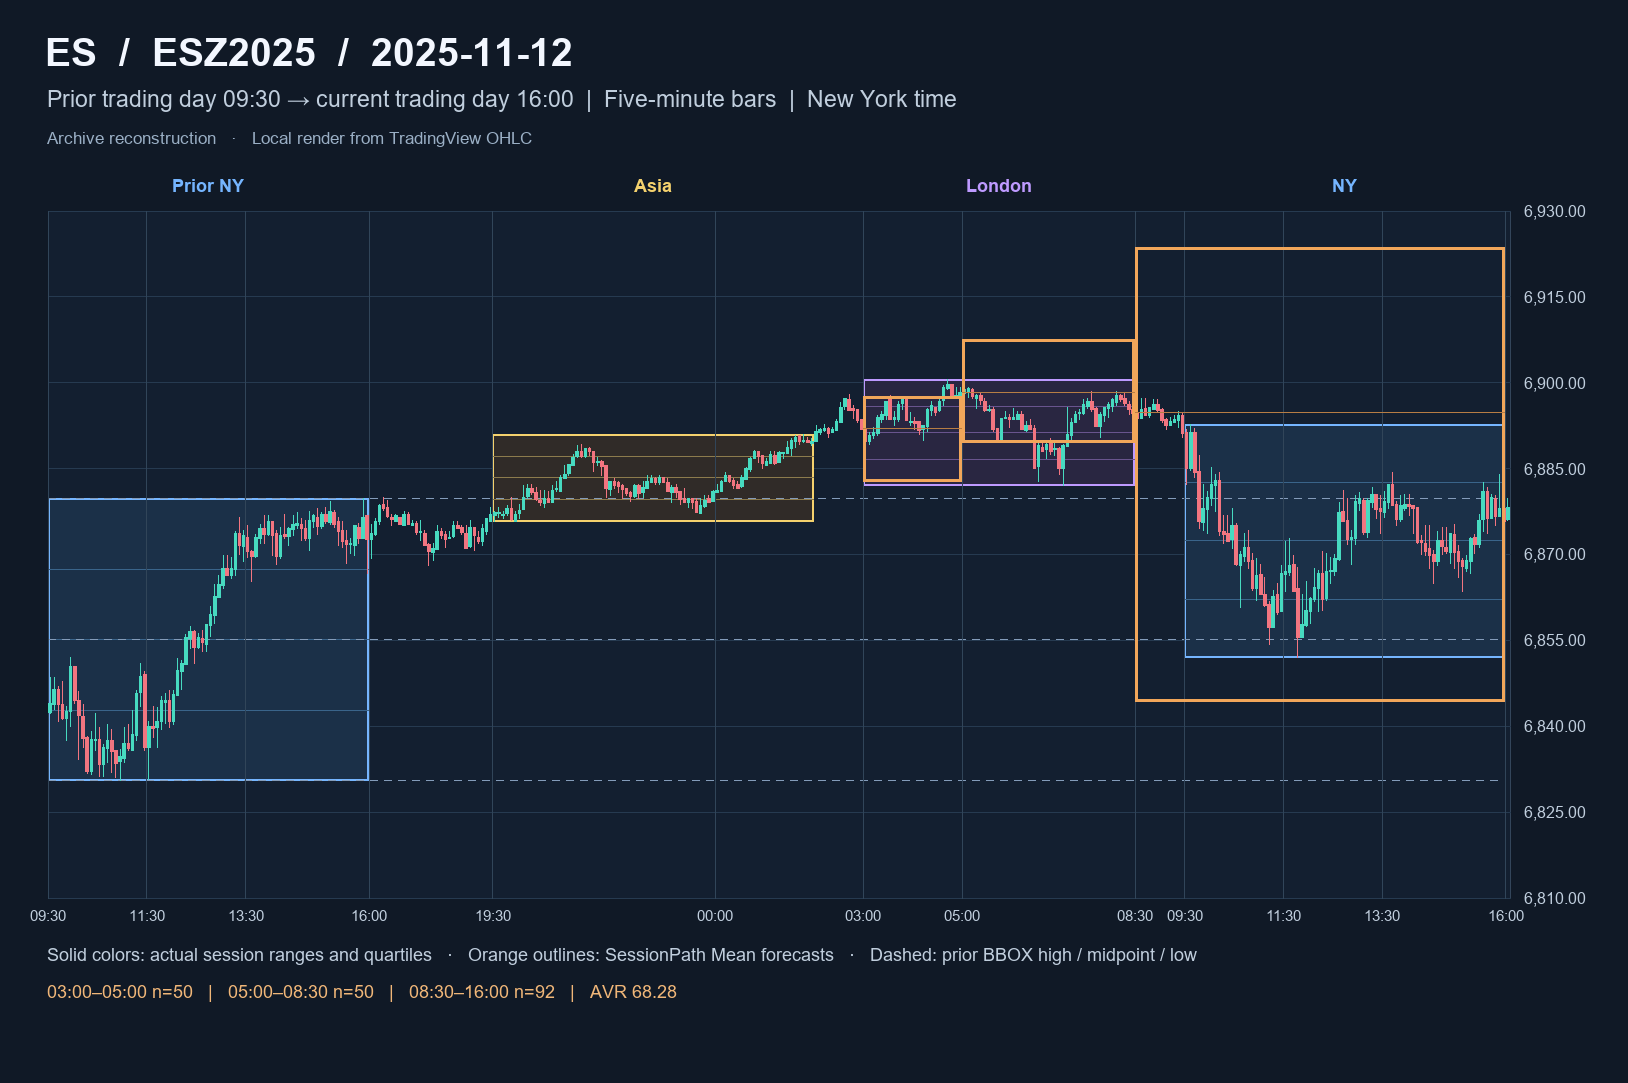 ES / ESZ2025 / 2025-11-12
Prior trading day 09:30 → current trading day 16:00 | Five-minute bars | New York time
Archive reconstruction · Local render from TradingView OHLC
Prior NY Asia London NY
6,930.00
6,915.00
6,900.00
6,885.00
6,870.00
6,855.00
6,840.00
6,825.00
6,810.00
09:30 11:30 13:30 16:00 19:30 00:00 03:00 05:00 08:30 09:30 11:30 13:30 16:00
Solid colors: actual session ranges and quartiles · Orange outlines: SessionPath Mean forecasts · Dashed: prior BBOX high / midpoint / low
03:00–05:00 n=50 | 05:00–08:30 n=50 | 08:30–16:00 n=92 | AVR 68.28